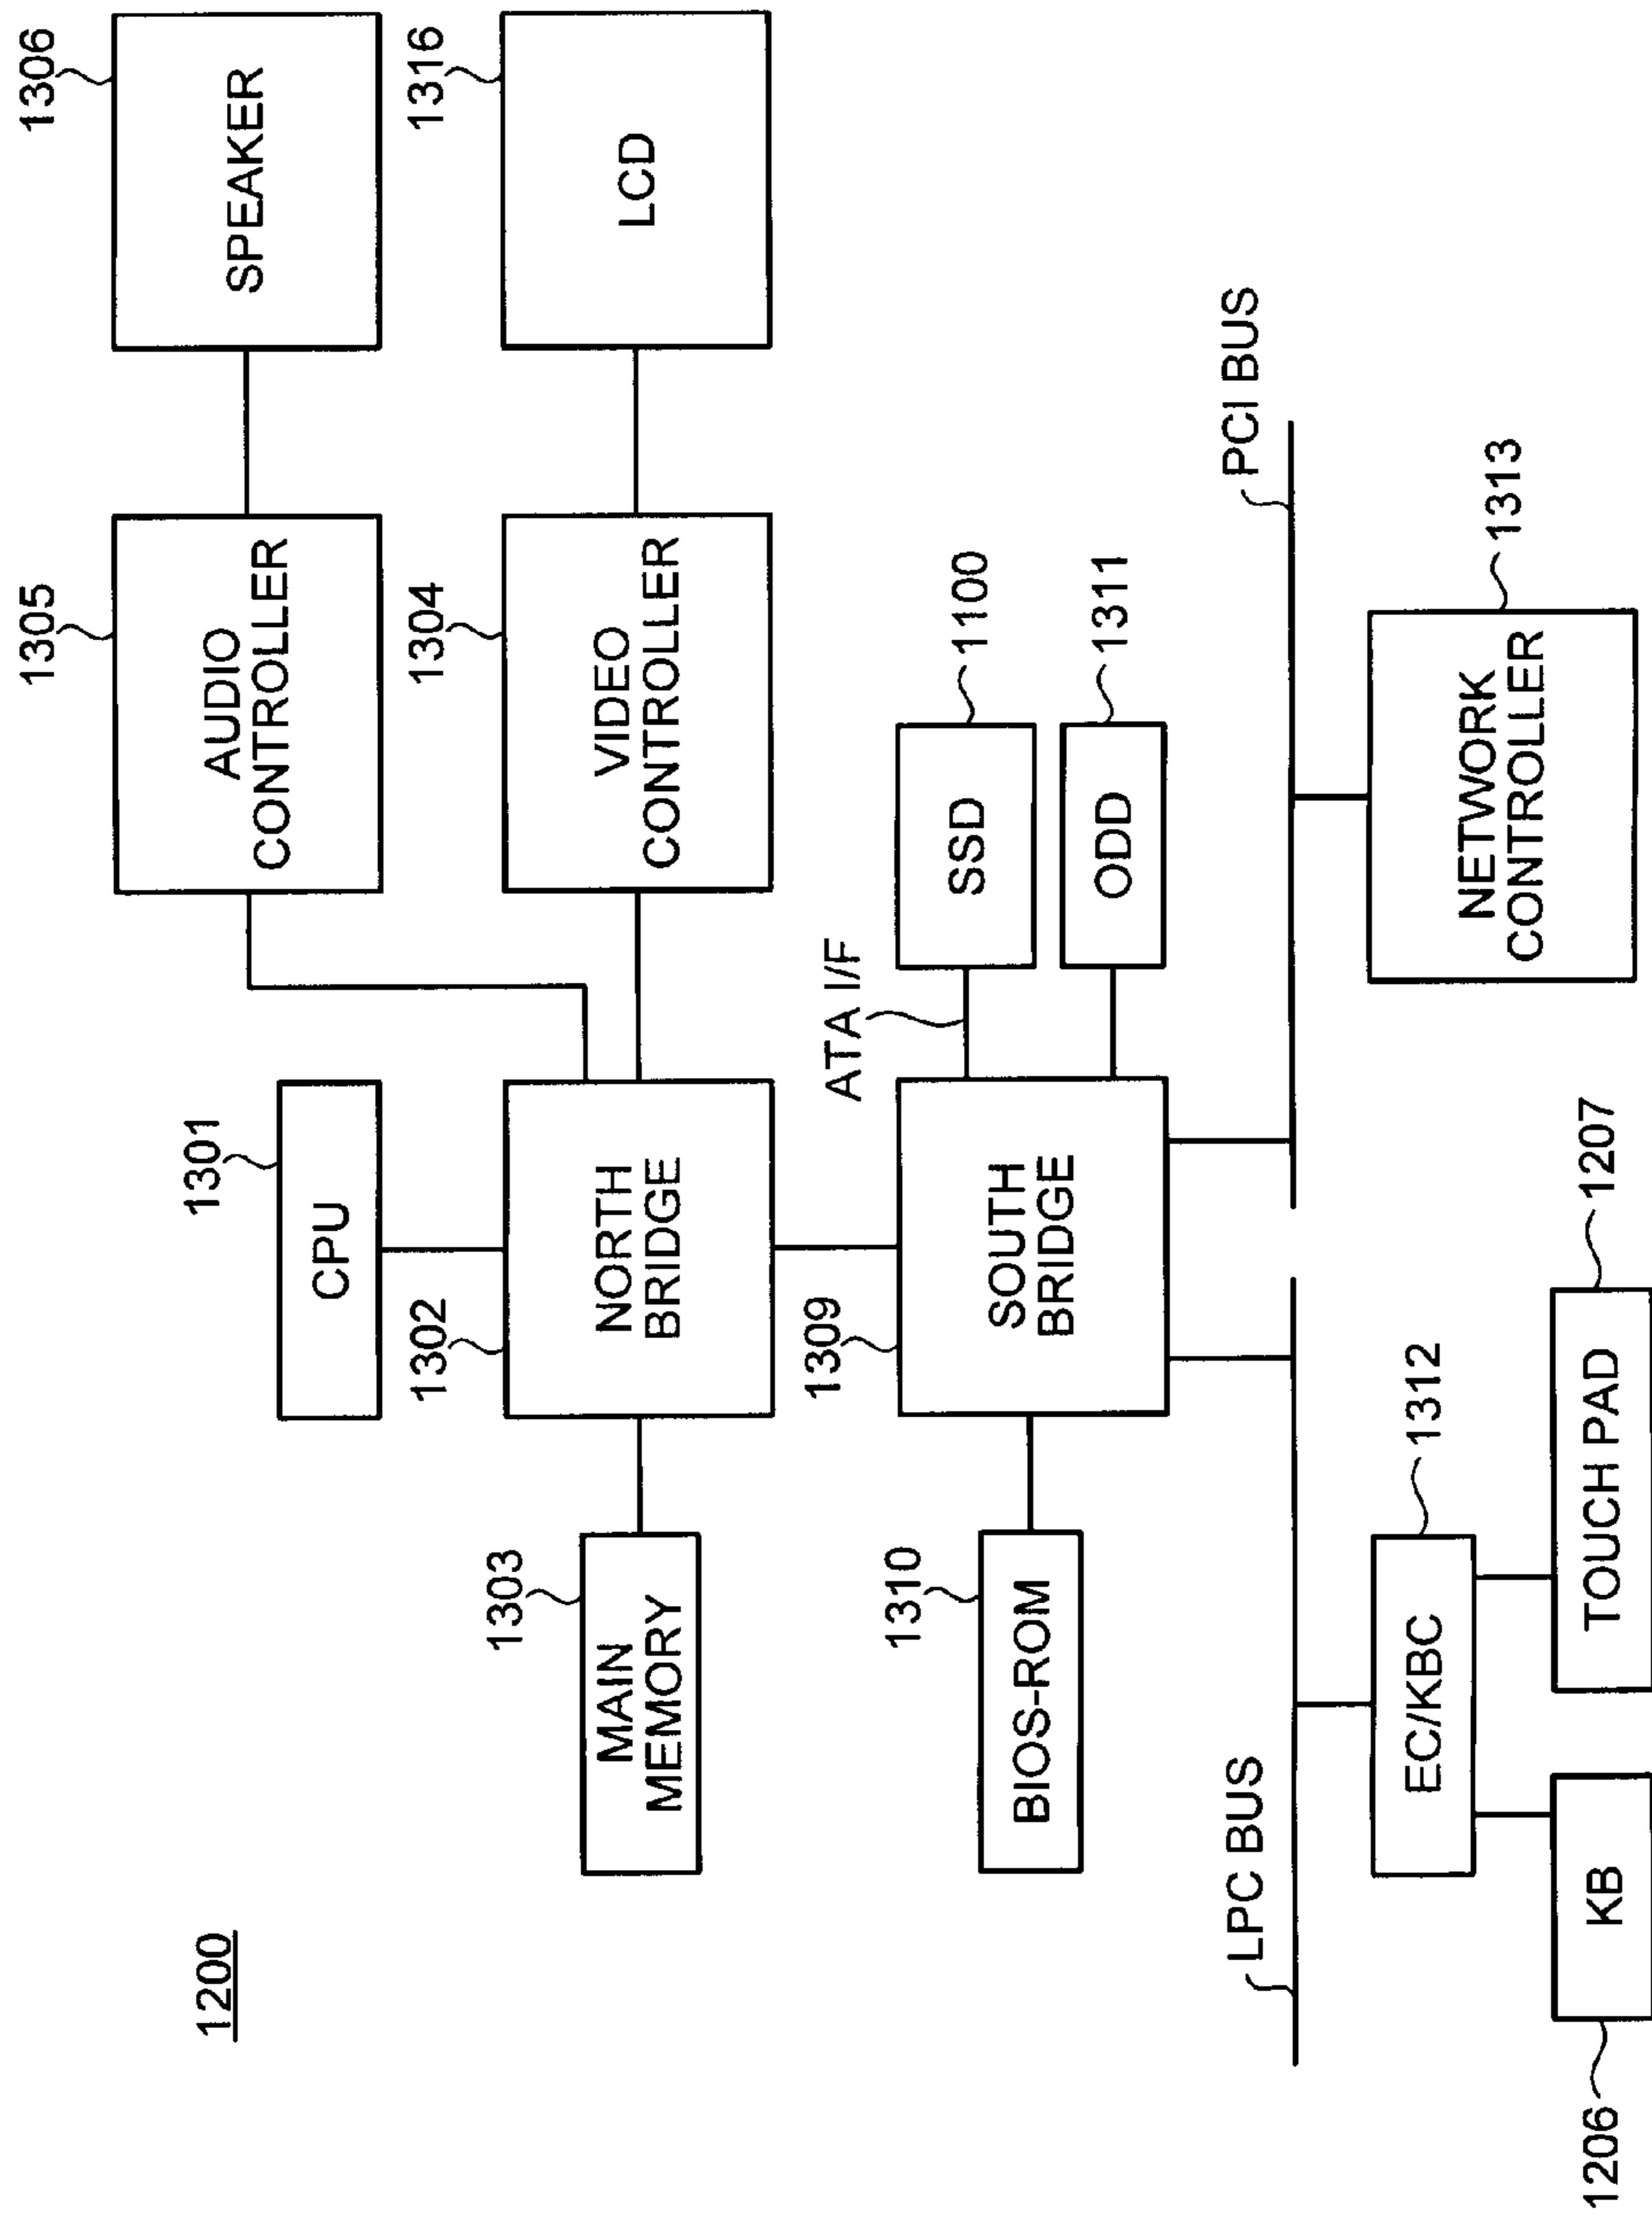 1200
1301
CPU
1305
AUDIO
CONTROLLER
1306
SPEAKER
1302
NORTH
BRIDGE
1304
VIDEO
CONTROLLER
1316
LCD
1303
MAIN
MEMORY
1309
SOUTH
BRIDGE
ATA I/F
SSD
1100
ODD
1311
1310
BIOS-ROM
LPC BUS
PCI BUS
EC/KBC
1312
NETWORK
CONTROLLER
1313
1206
KB
TOUCH PAD
1207